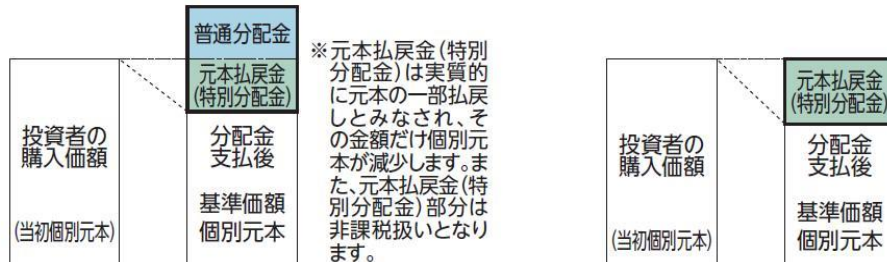 普通分配金
元本払戻金
(特別分配金)
投資者の
購入価額
(当初個別元本)
分配金
支払後
基準価額
個別元本
※元本払戻金(特別
分配金)は実質的
に元本の一部払戻
しとみなされ、そ
の金額だけ個別元
本が減少します。ま
た、元本払戻金(特
別分配金)部分は
非課税扱いとなり
ます。
投資者の
購入価額
(当初個別元本)
元本払戻金
(特別分配金)
分配金
支払後
基準価額
個別元本